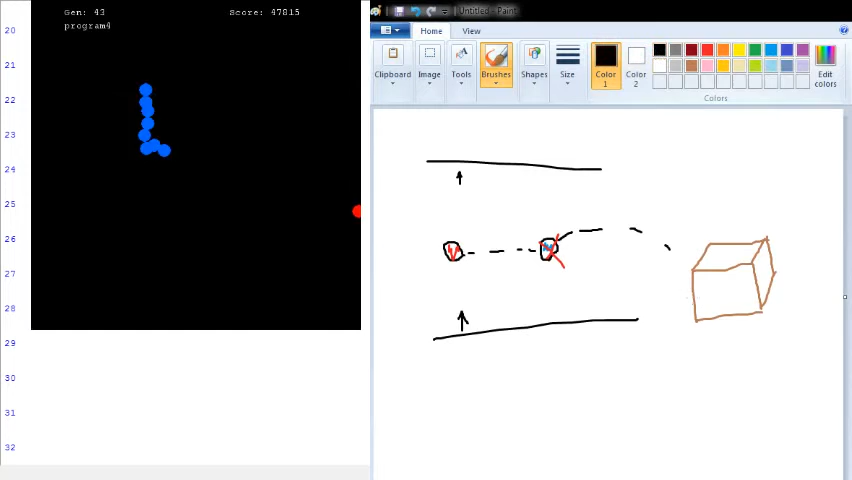 Gen: 43
Score: 47815
program4
20
21
22
23
24
25
26
27
28
29
30
31
32
Untitled - Paint
Home
View
Clipboard
Image
Tools
Brushes
Shapes
Size
Color 1
Color 2
Edit colors
Colors